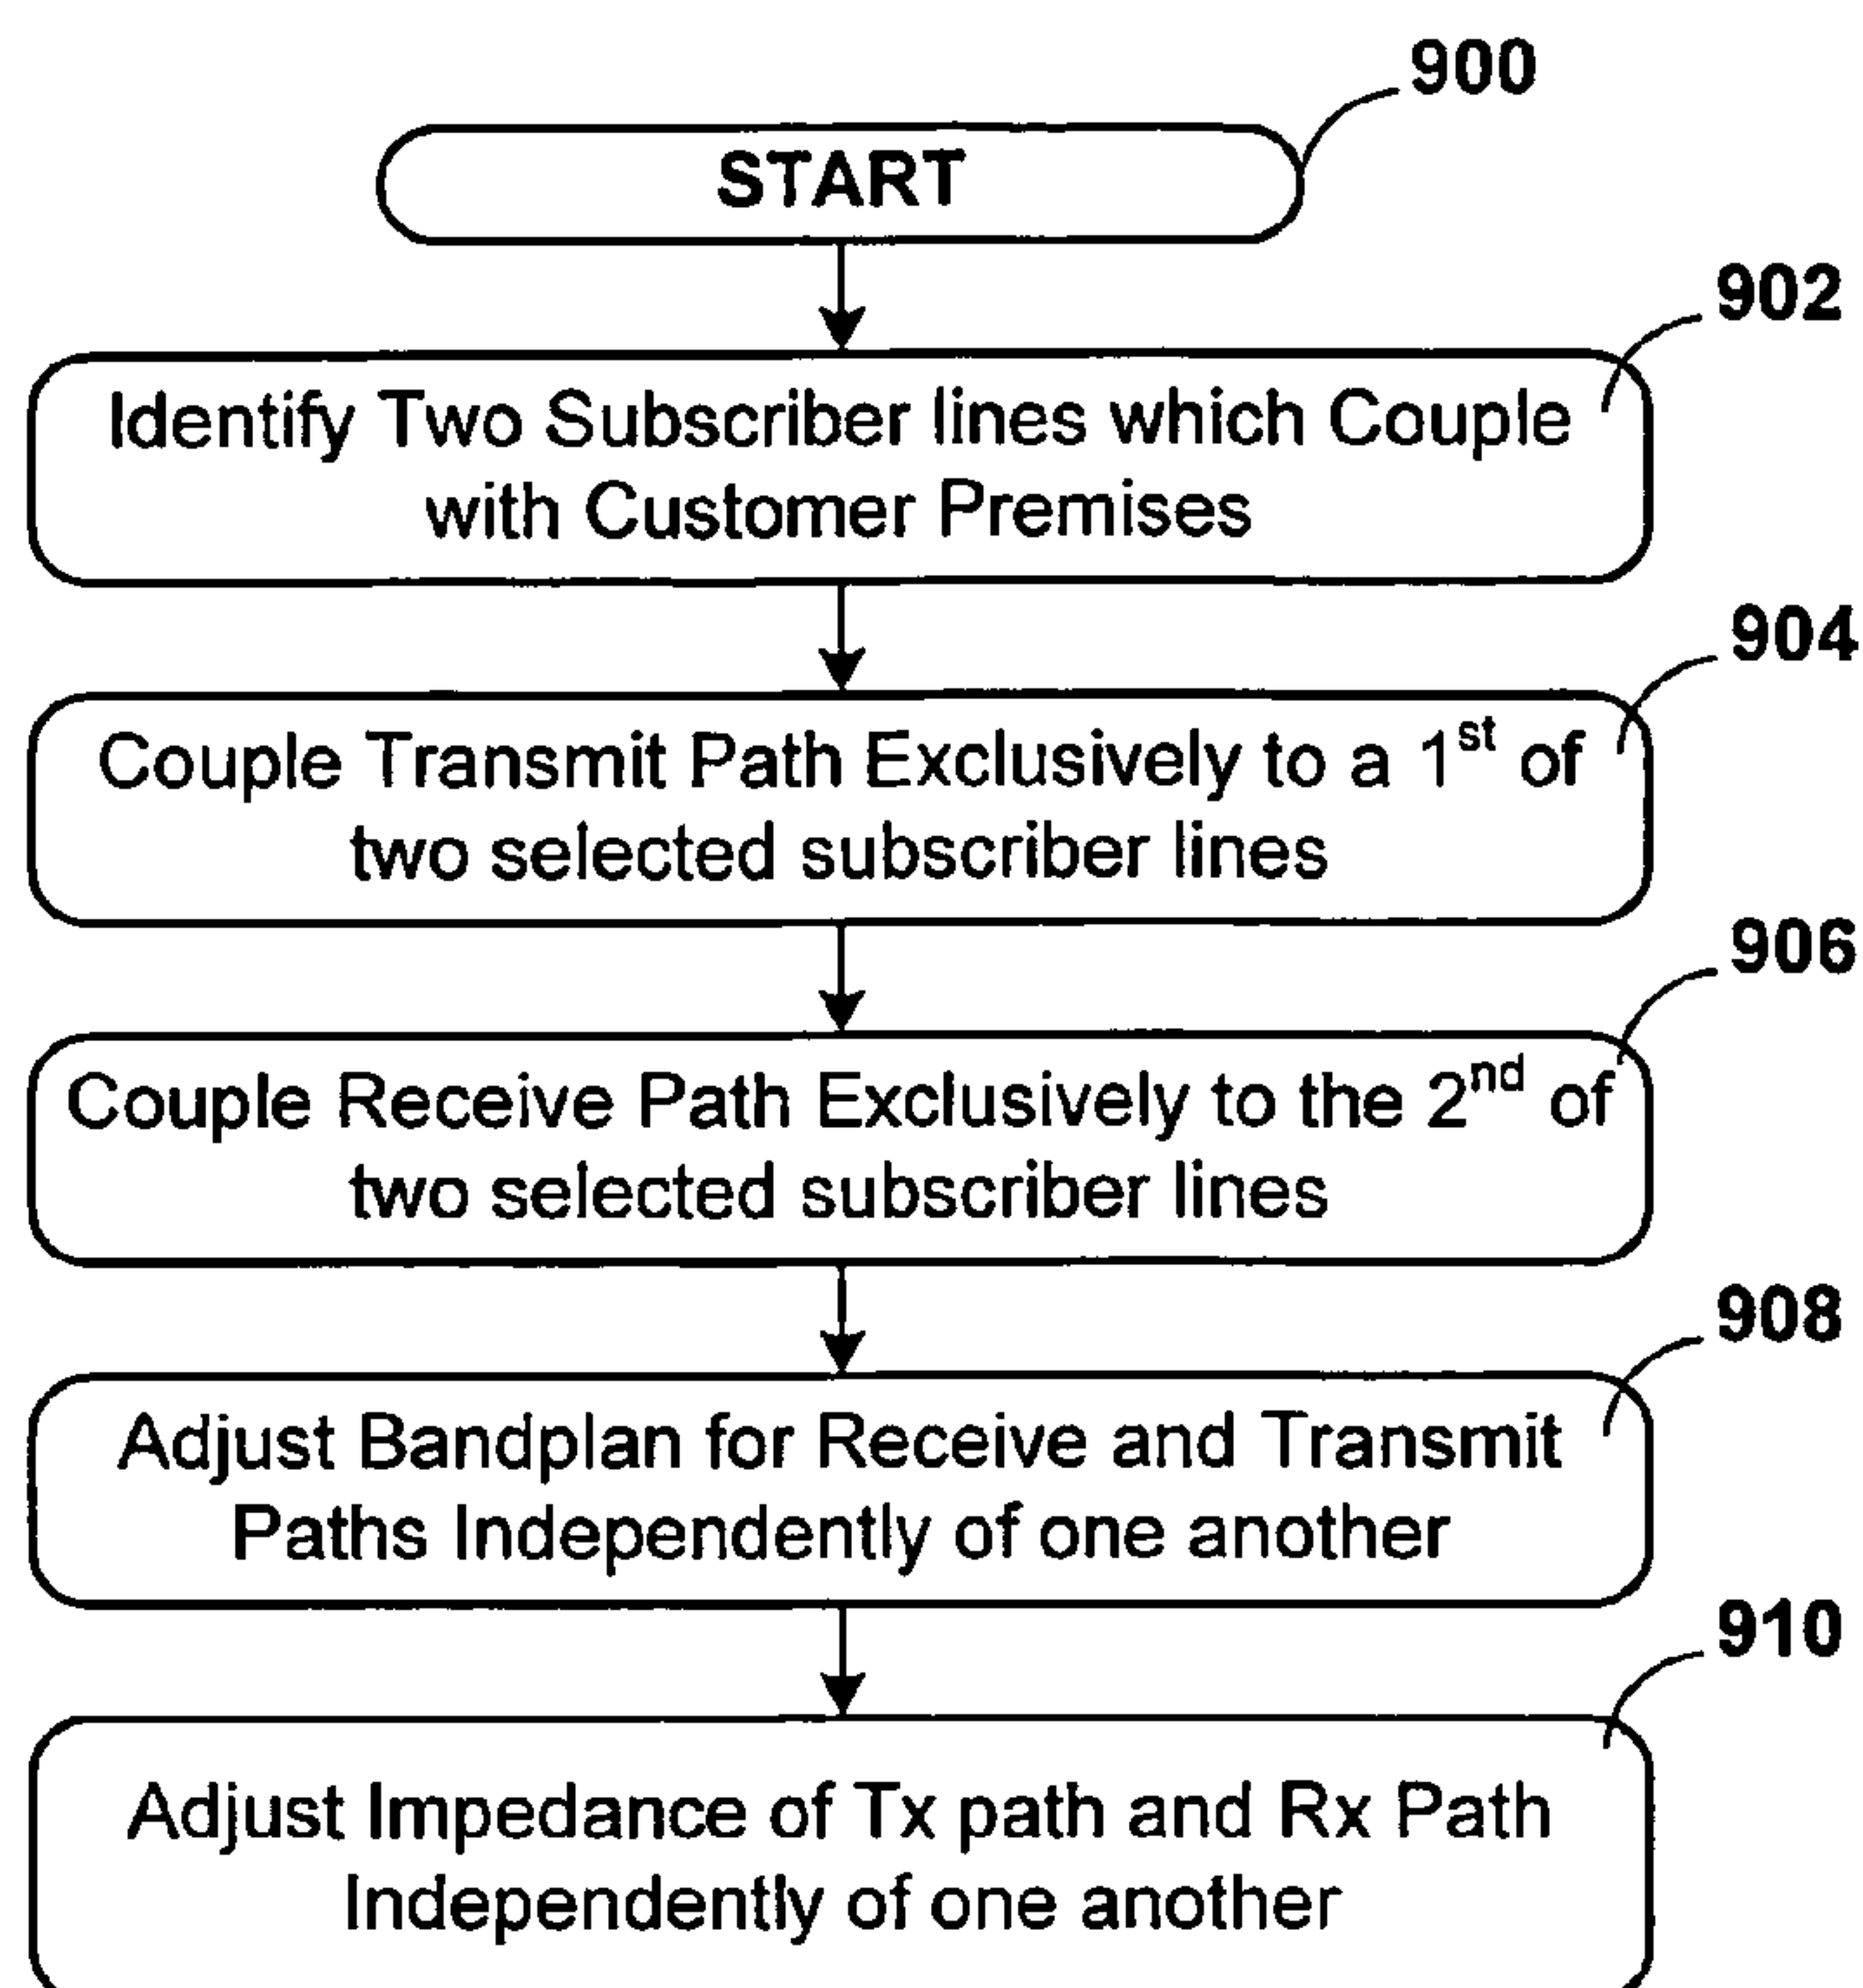 900
START
902
Identify Two Subscriber lines which Couple
with Customer Premises
904
Couple Transmit Path Exclusively to a 1st of
two selected subscriber lines
906
Couple Receive Path Exclusively to the 2nd of
two selected subscriber lines
908
Adjust Bandplan for Receive and Transmit
Paths Independently of one another
910
Adjust Impedance of Tx path and Rx Path
Independently of one another